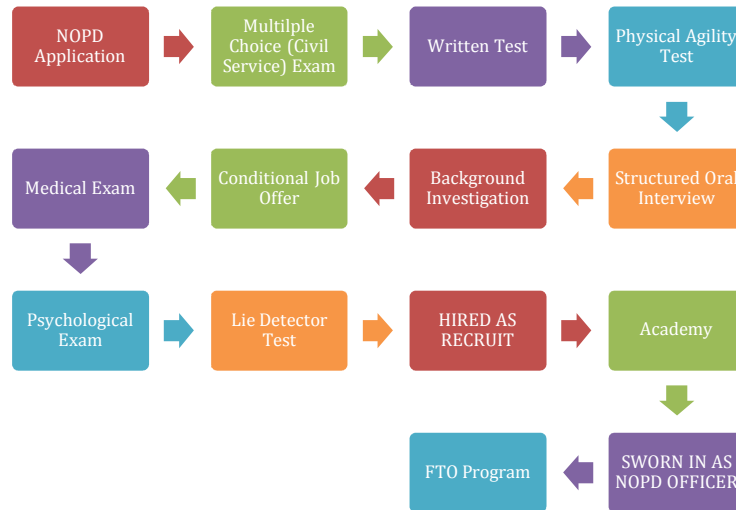 NOPD
Application
Multilple
Choice (Civil
Service) Exam
Written Test
Physical Agility
Test
Structured Oral
Interview
Background
Investigation
Conditional Job
Offer
Medical Exam
Psychological
Exam
Lie Detector
Test
HIRED AS
RECRUIT
Academy
SWORN IN AS
NOPD OFFICER
FTO Program